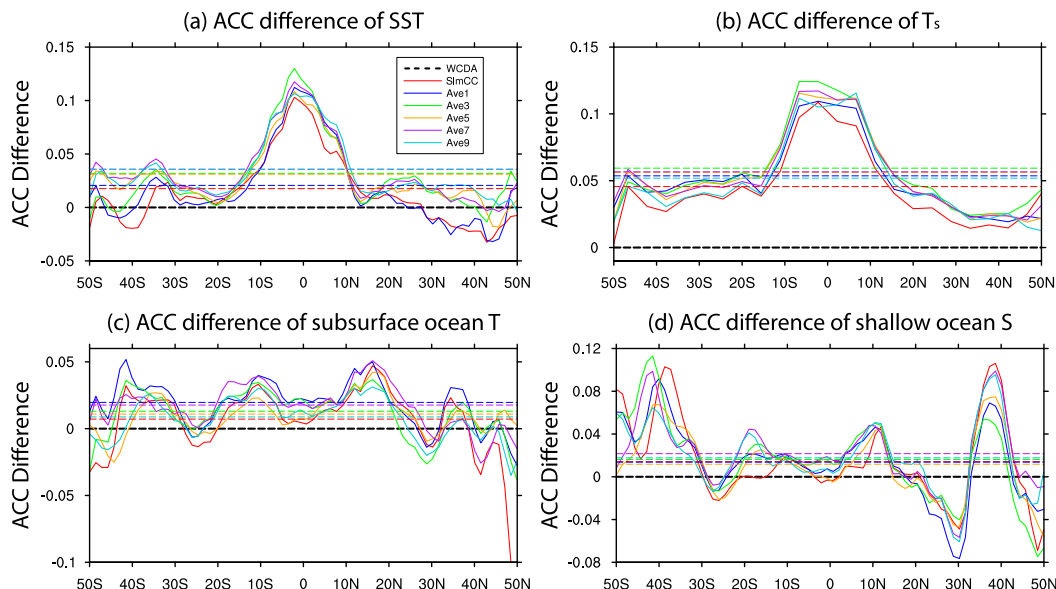 (a) ACC difference of SST
ACC Difference
0.15
0.1
0.05
0
-0.05
50S 40S 30S 20S 10S 0 10N 20N 30N 40N 50N
WCDA
SImCC
Ave1
Ave3
Ave5
Ave7
Ave9
(b) ACC difference of Ts
ACC Difference
0.15
0.1
0.05
0
50S 40S 30S 20S 10S 0 10N 20N 30N 40N 50N
(c) ACC difference of subsurface ocean T
ACC Difference
0.05
0
-0.05
-0.1
50S 40S 30S 20S 10S 0 10N 20N 30N 40N 50N
(d) ACC difference of shallow ocean S
ACC Difference
0.12
0.08
0.04
0
-0.04
-0.08
50S 40S 30S 20S 10S 0 10N 20N 30N 40N 50N